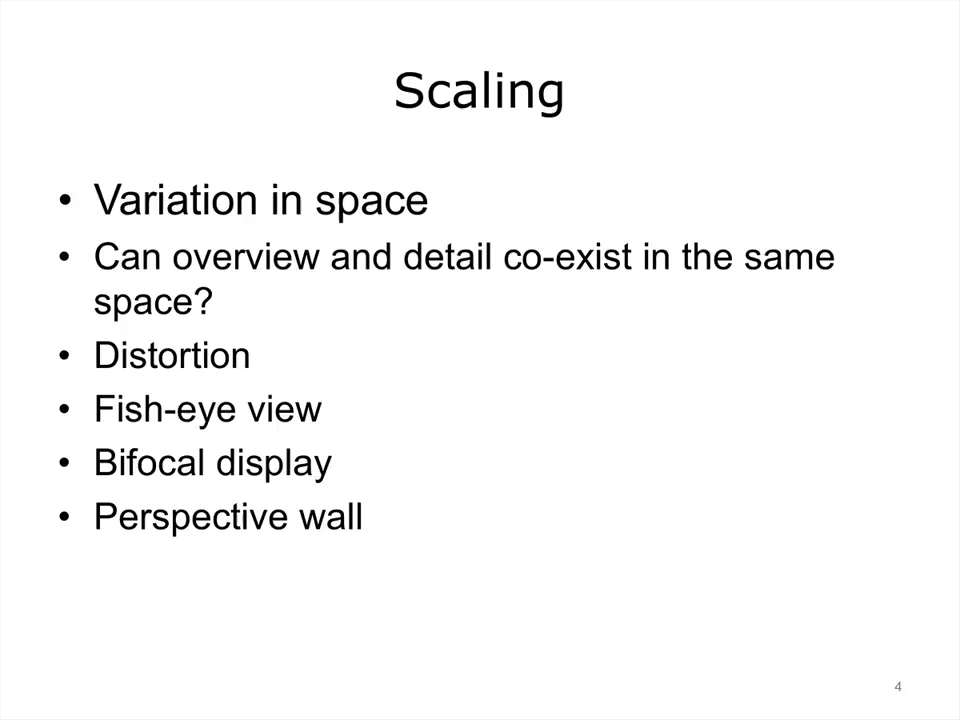 Scaling
• Variation in space
• Can overview and detail co-exist in the same
space?
• Distortion
• Fish-eye view
• Bifocal display
• Perspective wall
4